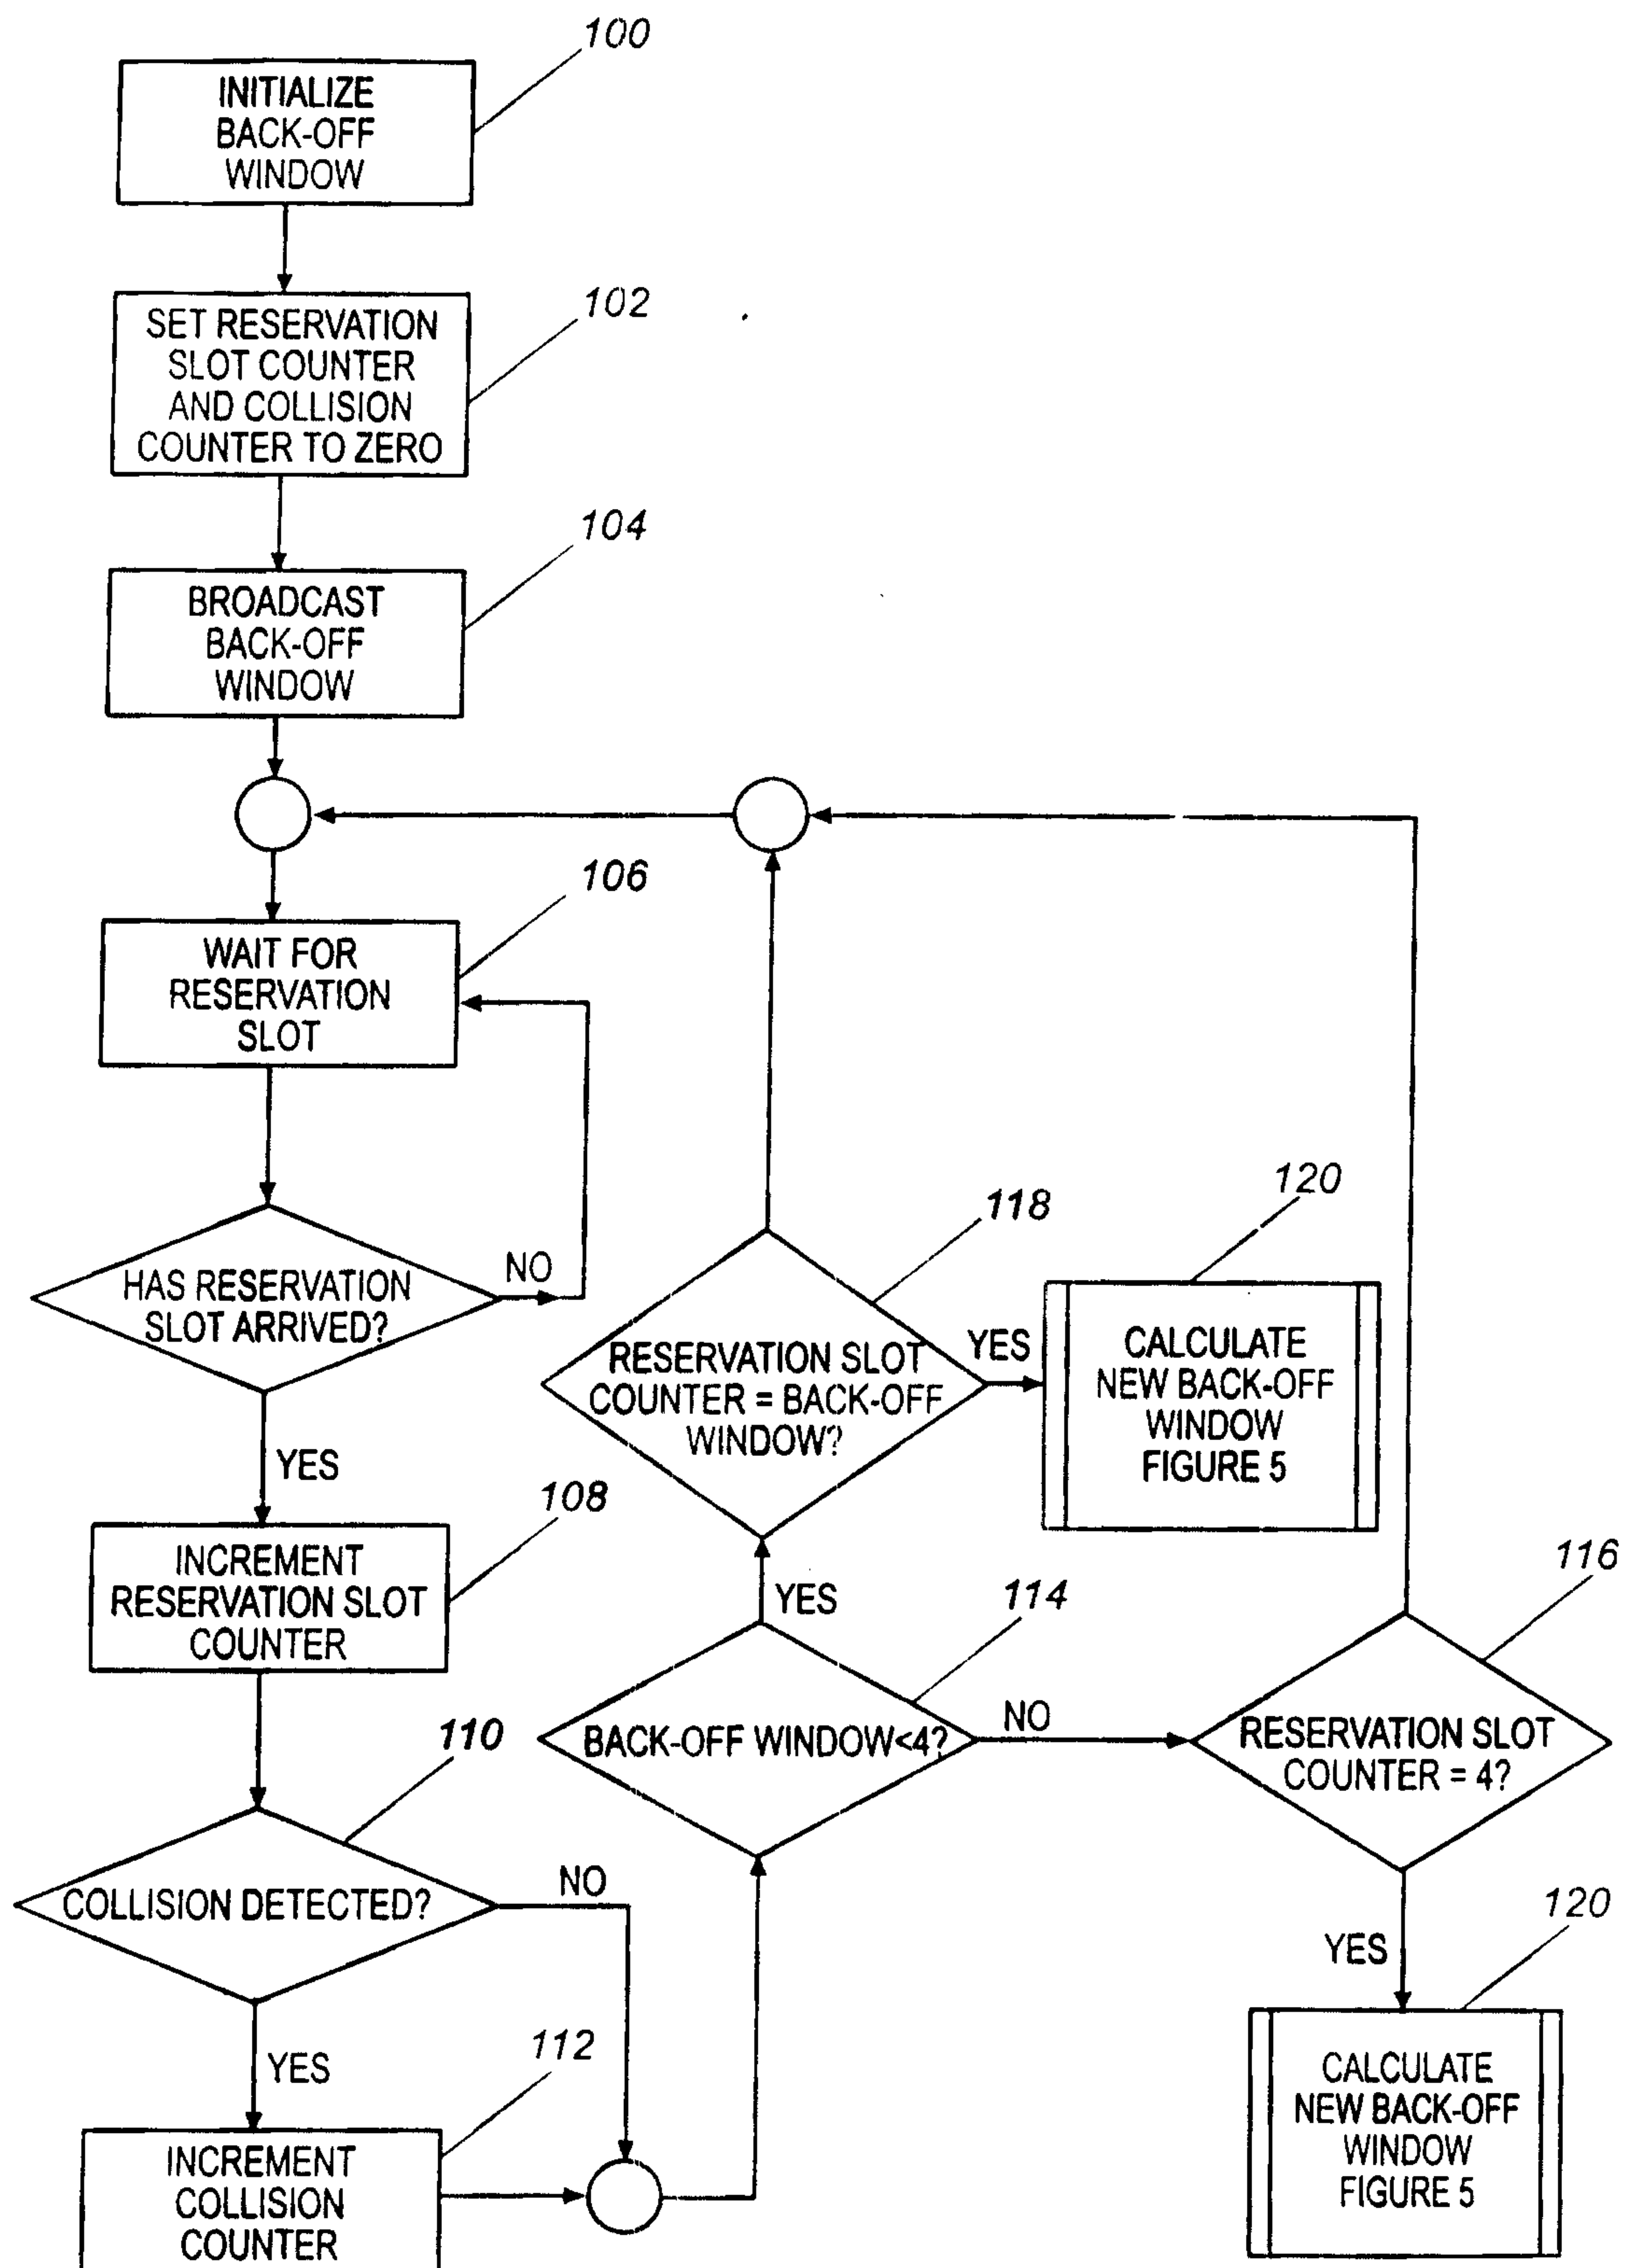 100
INITIALIZE
BACK-OFF
WINDOW
102
SET RESERVATION
SLOT COUNTER
AND COLLISION
COUNTER TO ZERO
104
BROADCAST
BACK-OFF
WINDOW
106
WAIT FOR
RESERVATION
SLOT
HAS RESERVATION
SLOT ARRIVED?
NO
YES
108
INCREMENT
RESERVATION SLOT
COUNTER
110
COLLISION DETECTED?
NO
YES
112
INCREMENT
COLLISION
COUNTER
114
BACK-OFF WINDOW<4?
YES
NO
118
RESERVATION SLOT
COUNTER = BACK-OFF
WINDOW?
YES
120
CALCULATE
NEW BACK-OFF
WINDOW
FIGURE 5
116
RESERVATION SLOT
COUNTER = 4?
YES
120
CALCULATE
NEW BACK-OFF
WINDOW
FIGURE 5